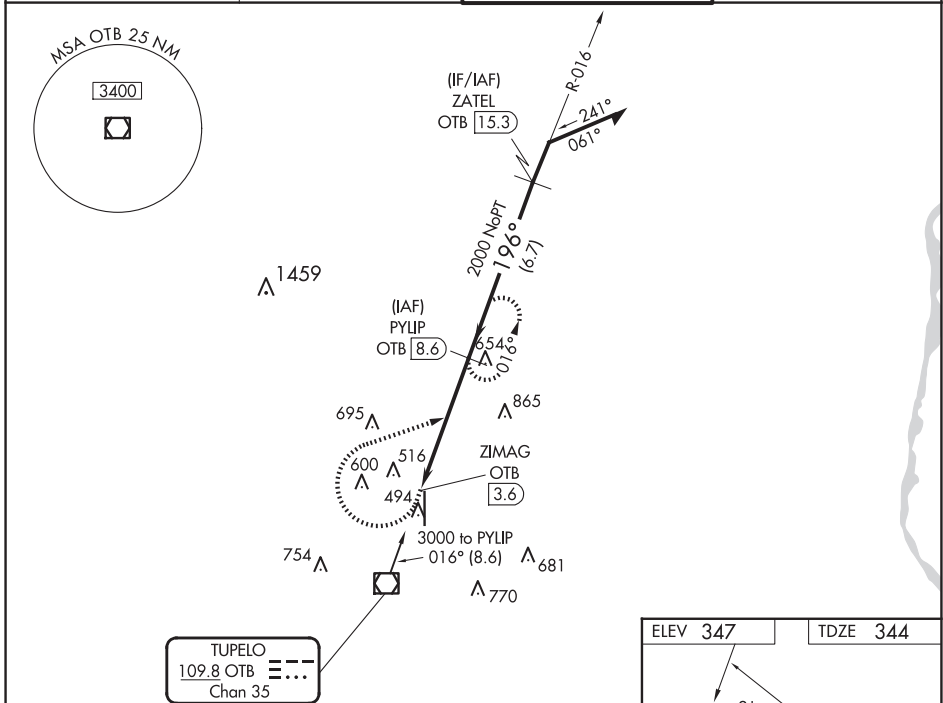 MSA OTB 25 NM
3400
R-016
(IF/IAF)
ZATEL
OTB 15.3
241°
061°
2000 NoPT
196°
(6.7)
1459
(IAF)
PYLIP
OTB 8.6
654
016°
865
695
ZIMAG
OTB
3.6
516
600
494
3000 to PYLIP
016° (8.6)
754
681
770
TUPELO
109.8 OTB
Chan 35
ELEV 347
TDZE 344